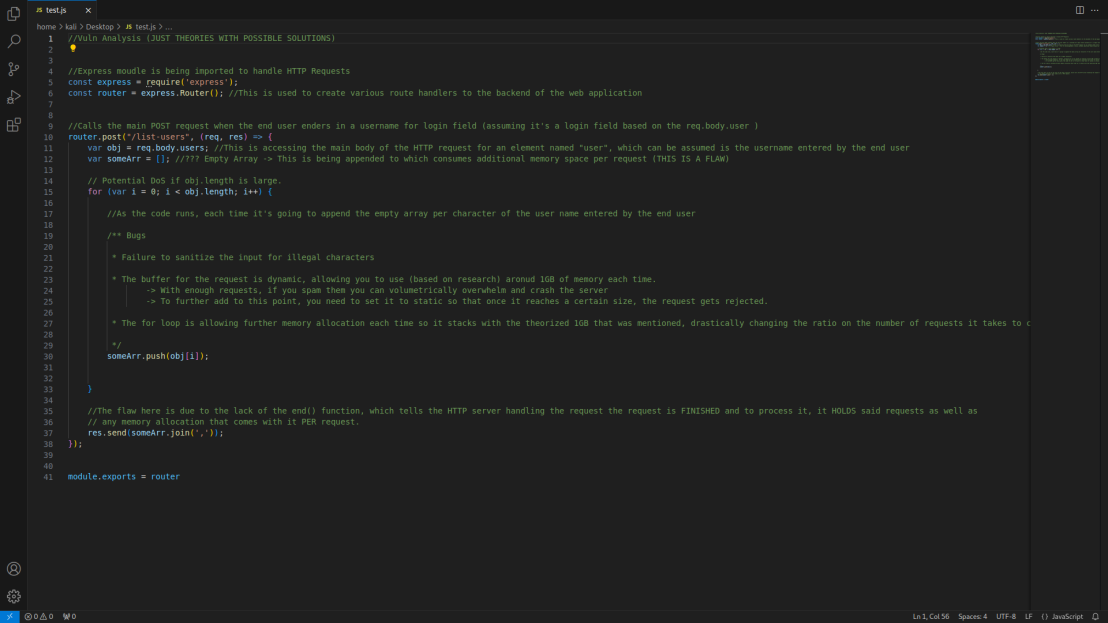 JS test.js
home > kali > Desktop > JS test.js > ...
1 //Vuln Analysis (JUST THEORIES WITH POSSIBLE SOLUTIONS)
2
3
4 //Express moudle is being imported to handle HTTP Requests
5 const express = require('express');
6 const router = express.Router(); //This is used to create various route handlers to the backend of the web application
7
8
9 //Calls the main POST request when the end user enders in a username for login field (assuming it's a login field based on the req.body.user )
10 router.post("/list-users", (req, res) => {
11 var obj = req.body.users; //This is accessing the main body of the HTTP request for an element named "user", which can be assumed is the username entered by the end user
12 var someArr = []; //??? Empty Array -> This is being appended to which consumes additional memory space per request (THIS IS A FLAW)
13
14 // Potential DoS if obj.length is large.
15 for (var i = 0; i < obj.length; i++) {
16
17 //As the code runs, each time it's going to append the empty array per character of the user name entered by the end user
18
19 /** Bugs
20
21 * Failure to sanitize the input for illegal characters
22
23 * The buffer for the request is dynamic, allowing you to use (based on research) aronud 1GB of memory each time.
24 -> With enough requests, if you spam them you can volumetrically overwhelm and crash the server
25 -> To further add to this point, you need to set it to static so that once it reaches a certain size, the request gets rejected.
26
27 * The for loop is allowing further memory allocation each time so it stacks with the theorized 1GB that was mentioned, drastically changing the ratio on the number of requests it takes to c
28
29 */
30 someArr.push(obj[i]);
31
32
33 }
34
35 //The flaw here is due to the lack of the end() function, which tells the HTTP server handling the request the request is FINISHED and to process it, it HOLDS said requests as well as
36 // any memory allocation that comes with it PER request.
37 res.send(someArr.join(','));
38 });
39
40
41 module.exports = router
0 0 0 Ln 1, Col 56 Spaces: 4 UTF-8 LF {} JavaScript